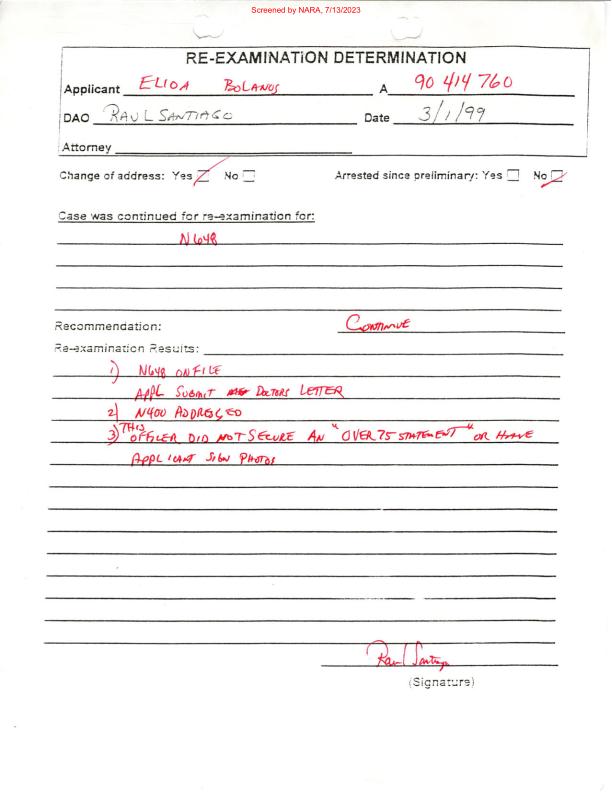 Screened by NARA, 7/13/2023
RE-EXAMINATION DETERMINATION
Applicant ELIDA BOLANOS A 90 414 760
DAO RAUL SANTIAGO Date 3/1/99
Attorney
Change of address: Yes No Arrested since preliminary: Yes No
Case was continued for re-examination for:
N648
Recommendation: CONTINUE
Re-examination Results:
1) N648 ON FILE
APPL SUBMIT DOCTORS LETTER
2) N400 ADDRESSED
3) THIS OFFICER DID NOT SECURE AN "OVER 75 STATEMENT" OR HAVE
APPLICANT SIGN PHOTOS
Raul Santiago
(Signature)